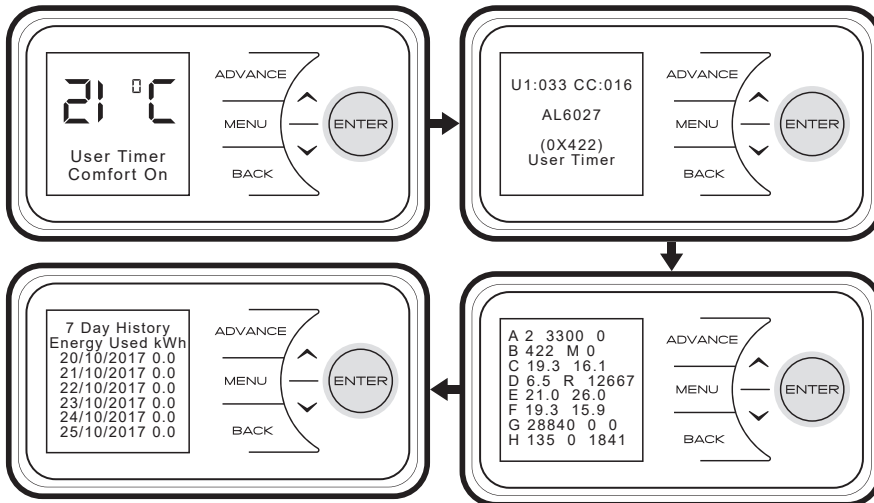 21 °C
User Timer
Comfort On
ADVANCE
MENU
BACK
ENTER
U1:033 CC:016
AL6027
(0X422)
User Timer
ADVANCE
MENU
BACK
ENTER
A 2 3300 0
B 422 M 0
C 19.3 16.1
D 6.5 R 12667
E 21.0 26.0
F 19.3 15.9
G 28840 0 0
H 135 0 1841
ADVANCE
MENU
BACK
ENTER
7 Day History
Energy Used kWh
20/10/2017 0.0
21/10/2017 0.0
22/10/2017 0.0
23/10/2017 0.0
24/10/2017 0.0
25/10/2017 0.0
ADVANCE
MENU
BACK
ENTER